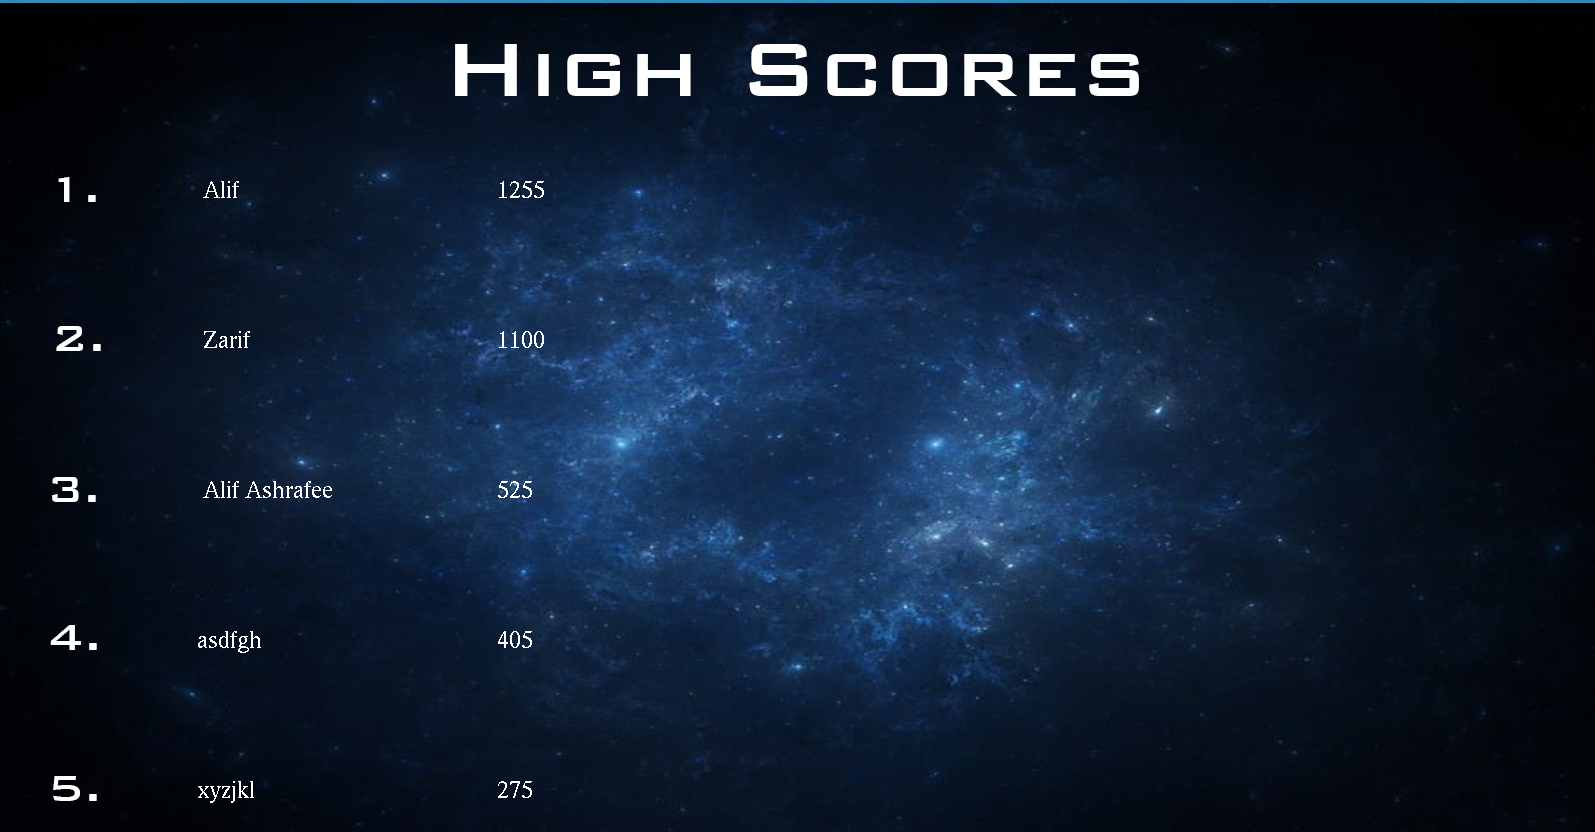 High Scores
1. Alif 1255
2. Zarif 1100
3. Alif Ashrafee 525
4. asdfgh 405
5. xyzjkl 275